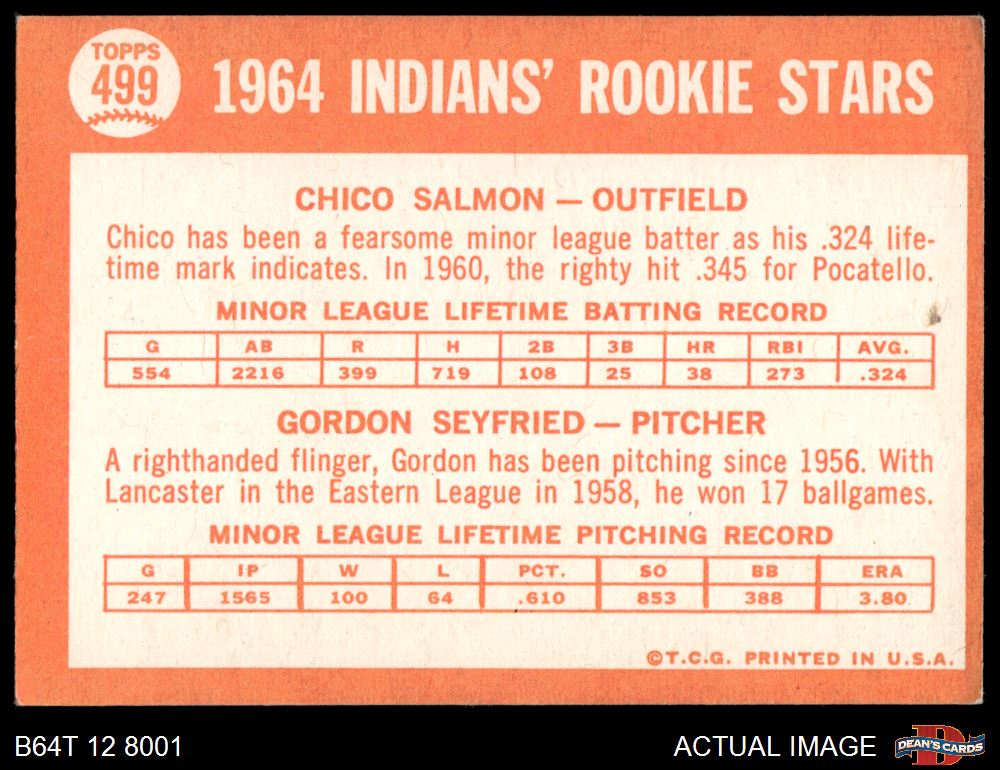 TOPPS
499
1964 INDIANS' ROOKIE STARS
CHICO SALMON — OUTFIELD
Chico has been a fearsome minor league batter as his .324 life-
time mark indicates. In 1960, the righty hit .345 for Pocatello.
MINOR LEAGUE LIFETIME BATTING RECORD
G AB R H 2B 3B HR RBI AVG.
554 2216 399 719 108 25 38 273 .324
GORDON SEYFRIED — PITCHER
A righthanded flinger, Gordon has been pitching since 1956. With
Lancaster in the Eastern League in 1958, he won 17 ballgames.
MINOR LEAGUE LIFETIME PITCHING RECORD
G IP W L PCT. SO BB ERA
247 1565 100 64 .610 853 388 3.80
©T.C.G. PRINTED IN U.S.A.
B64T 12 8001
ACTUAL IMAGE
D
DEAN'S CARDS